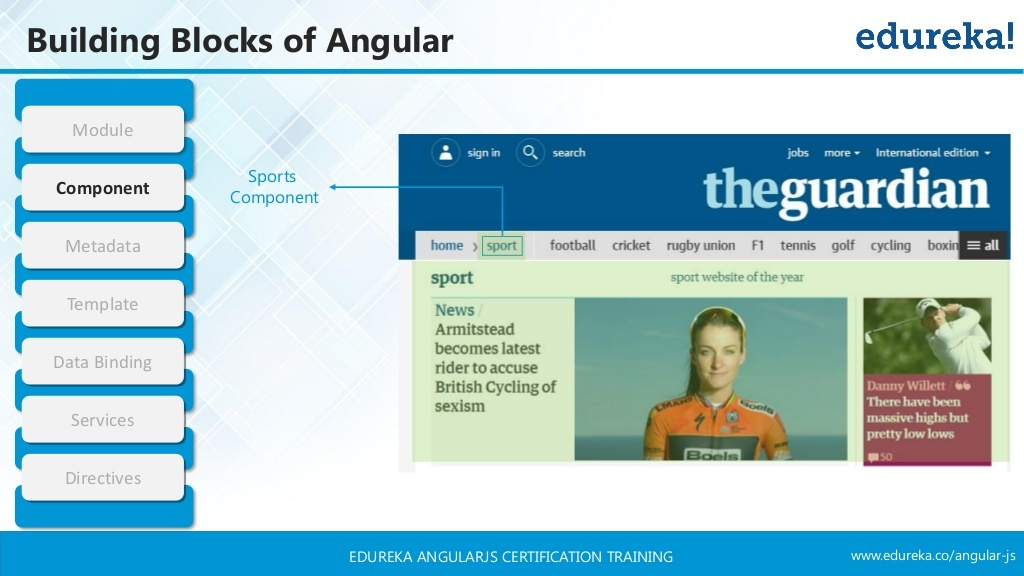 Building Blocks of Angular
edureka!
Module
Component
Metadata
Template
Data Binding
Services
Directives
Sports
Component
sign in
search
jobs
more
International edition
theguardian
home
sport
football
cricket
rugby union
F1
tennis
golf
cycling
boxin
all
sport
sport website of the year
News /
Armitstead
becomes latest
rider to accuse
British Cycling of
sexism
Boels
Boels
Danny Willett / “
There have been
massive highs but
pretty low lows
50
EDUREKA ANGULARJS CERTIFICATION TRAINING
www.edureka.co/angular-js